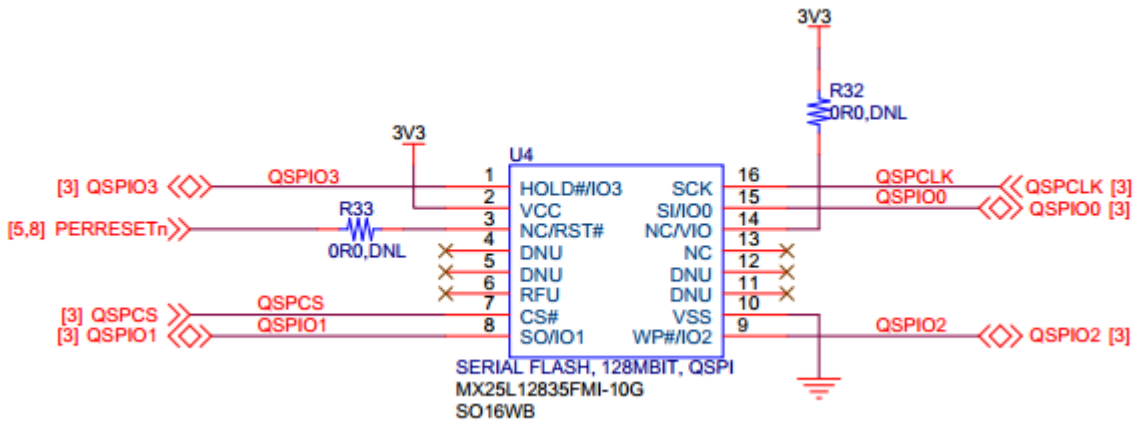 3V3
R32
0R0,DNL
3V3
U4
[3] QSPIO3
QSPIO3
1
HOLD#/IO3
SCK
16
QSPCLK
QSPCLK [3]
2
VCC
SI/IO0
15
QSPIO0
QSPIO0 [3]
[5,8] PERRESETn
R33
0R0,DNL
3
NC/RST#
NC/VIO
14
4
DNU
NC
13
5
DNU
DNU
12
6
RFU
DNU
11
[3] QSPCS
QSPCS
7
CS#
VSS
10
[3] QSPIO1
QSPIO1
8
SO/IO1
WP#/IO2
9
QSPIO2
QSPIO2 [3]
SERIAL FLASH, 128MBIT, QSPI
MX25L12835FMI-10G
SO16WB